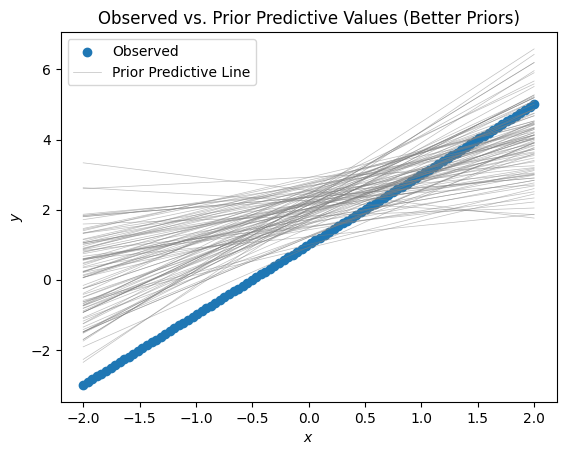 Observed vs. Prior Predictive Values (Better Priors)
Observed
Prior Predictive Line
6
4
2
0
−2
y
−2.0 −1.5 −1.0 −0.5 0.0 0.5 1.0 1.5 2.0
x